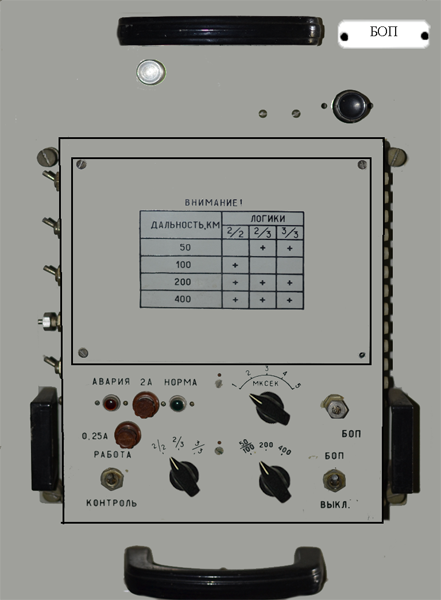 БОП
ВНИМАНИЕ!
ДАЛЬНОСТЬ,КМ ЛОГИКИ
2/2 2/3 3/3
50 + +
100 +
200 + + +
400 + + +
1 2 3 4 5
МКСЕК
АВАРИЯ 2А НОРМА
БОП
0,25А
РАБОТА 2/2 2/3 3/3 50/100 200 400 БОП
КОНТРОЛЬ ВЫКЛ.